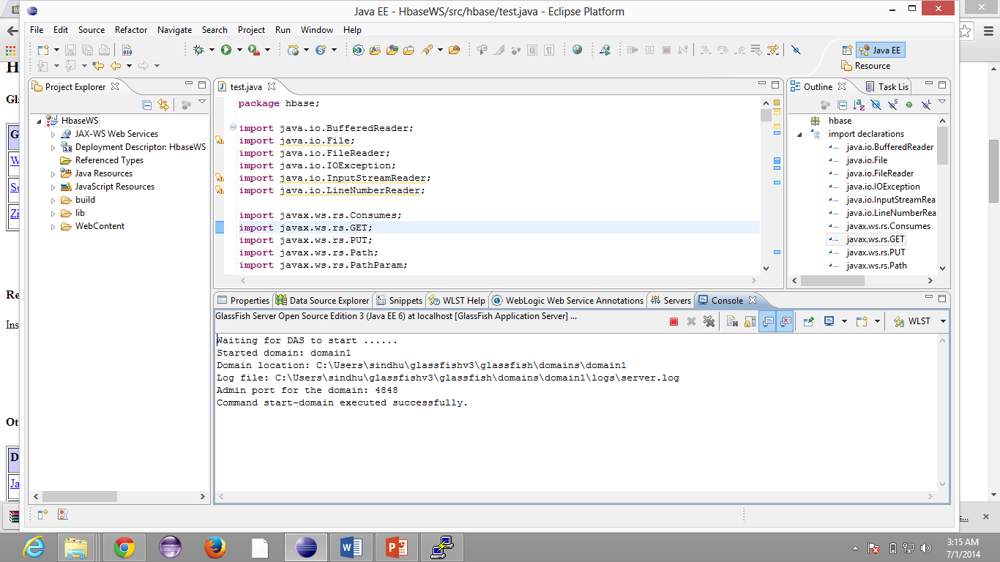 Java EE - HbaseWS/src/hbase/test.java - Eclipse Platform
File Edit Source Refactor Navigate Search Project Run Window Help
Java EE
Resource
Project Explorer
HbaseWS
JAX-WS Web Services
Deployment Descriptor: HbaseWS
Referenced Types
Java Resources
JavaScript Resources
build
lib
WebContent
test.java
package hbase;
import java.io.BufferedReader;
import java.io.File;
import java.io.FileReader;
import java.io.IOException;
import java.io.InputStreamReader;
import java.io.LineNumberReader;
import javax.ws.rs.Consumes;
import javax.ws.rs.GET;
import javax.ws.rs.PUT;
import javax.ws.rs.Path;
import javax.ws.rs.PathParam;
Outline Task Lis
hbase
import declarations
java.io.BufferedReader
java.io.File
java.io.FileReader
java.io.IOException
java.io.InputStreamRea
java.io.LineNumberRea
javax.ws.rs.Consumes
javax.ws.rs.GET
javax.ws.rs.PUT
javax.ws.rs.Path
Properties Data Source Explorer Snippets WLST Help WebLogic Web Service Annotations Servers Console
GlassFish Server Open Source Edition 3 (Java EE 6) at localhost [GlassFish Application Server] ...
WLST
Waiting for DAS to start ......
Started domain: domain1
Domain location: C:\Users\sindhu\glassfishv3\glassfish\domains\domain1
Log file: C:\Users\sindhu\glassfishv3\glassfish\domains\domain1\logs\server.log
Admin port for the domain: 4848
Command start-domain executed successfully.
H
Gla
G
W
Se
Zi
Re
Ins
Ot
D
Ja
s...
3:15 AM
7/1/2014